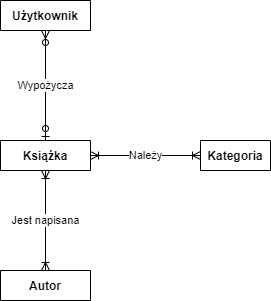 Użytkownik
Wypożycza
Książka
Należy
Kategoria
Jest napisana
Autor